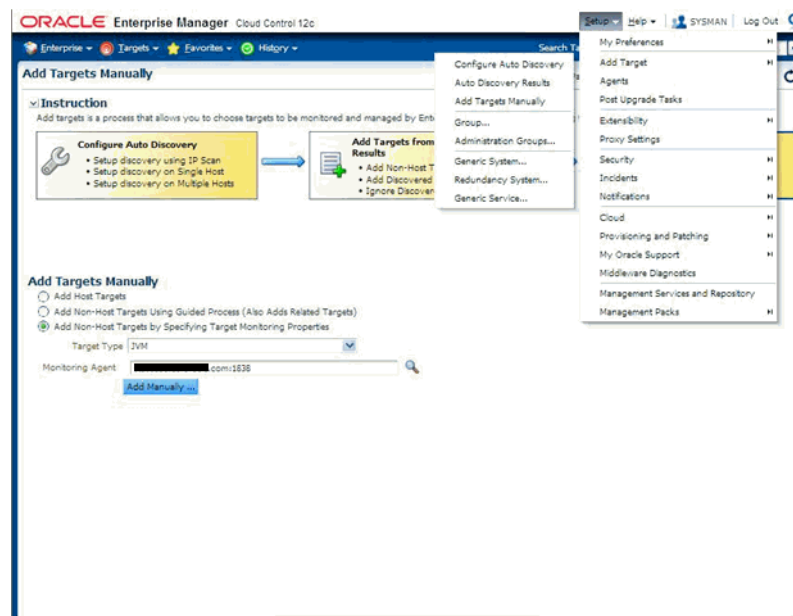 ORACLE Enterprise Manager Cloud Control 12c
Setup Help SYSMAN Log Out
Enterprise Targets Favorites History Search Ta
Add Targets Manually
Instruction
Add targets is a process that allows you to choose targets to be monitored and managed by Ent
Configure Auto Discovery
• Setup discovery using IP Scan
• Setup discovery on Single Host
• Setup discovery on Multiple Hosts
Add Targets from
Results
• Add Non-Host T
• Add Discovered
• Ignore Discover
Configure Auto Discovery
Auto Discovery Results
Add Targets Manually
Group...
Administration Groups...
Generic System...
Redundancy System...
Generic Service...
My Preferences
Add Target
Agents
Post Upgrade Tasks
Extensibility
Proxy Settings
Security
Incidents
Notifications
Cloud
Provisioning and Patching
My Oracle Support
Middleware Diagnostics
Management Services and Repository
Management Packs
Add Targets Manually
Add Host Targets
Add Non-Host Targets Using Guided Process (Also Adds Related Targets)
Add Non-Host Targets by Specifying Target Monitoring Properties
Target Type JVM
Monitoring Agent .com:1838
Add Manually ...